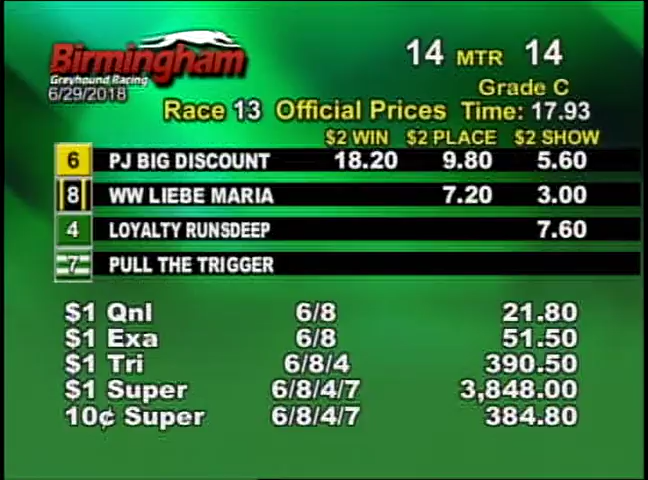 Birmingham
Greyhound Racing
6/29/2018
14 MTR 14
Grade C
Race 13 Official Prices Time: 17.93
$2 WIN $2 PLACE $2 SHOW
6 PJ BIG DISCOUNT 18.20 9.80 5.60
8 WW LIEBE MARIA 7.20 3.00
4 LOYALTY RUNSDEEP 7.60
7 PULL THE TRIGGER
$1 Qnl 6/8 21.80
$1 Exa 6/8 51.50
$1 Tri 6/8/4 390.50
$1 Super 6/8/4/7 3,848.00
10¢ Super 6/8/4/7 384.80